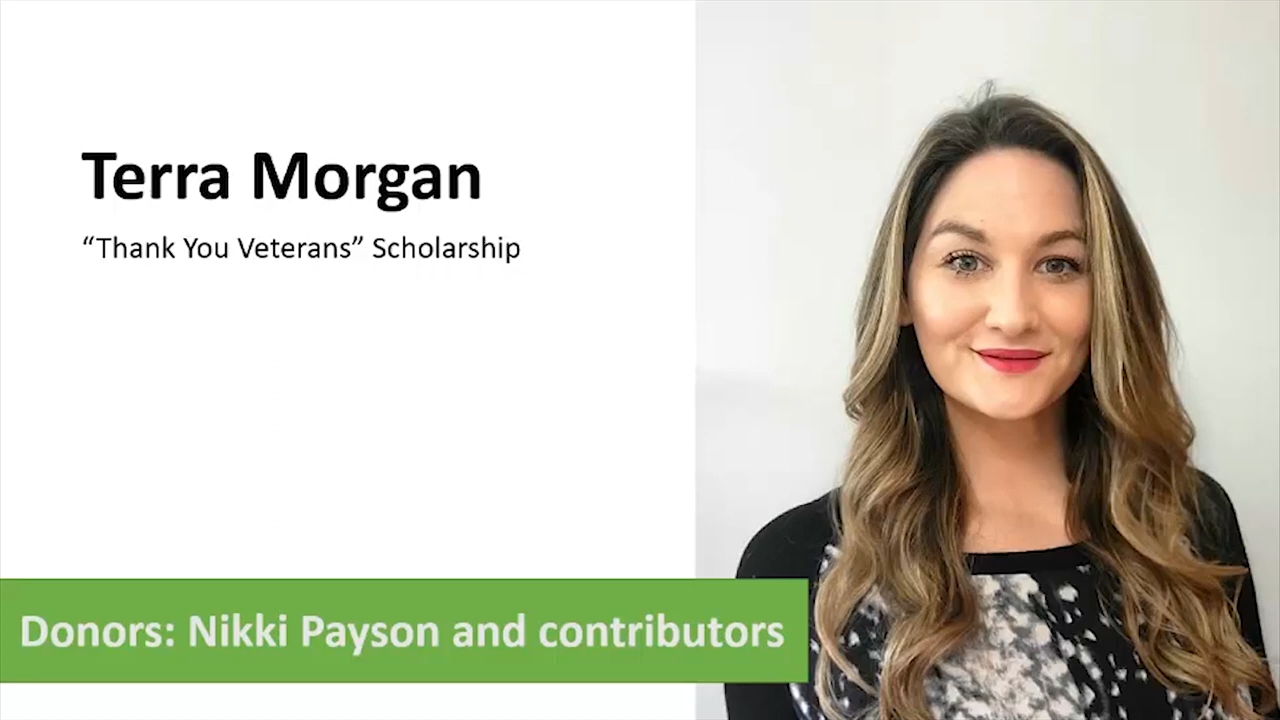 Terra Morgan
“Thank You Veterans” Scholarship
Donors: Nikki Payson and contributors